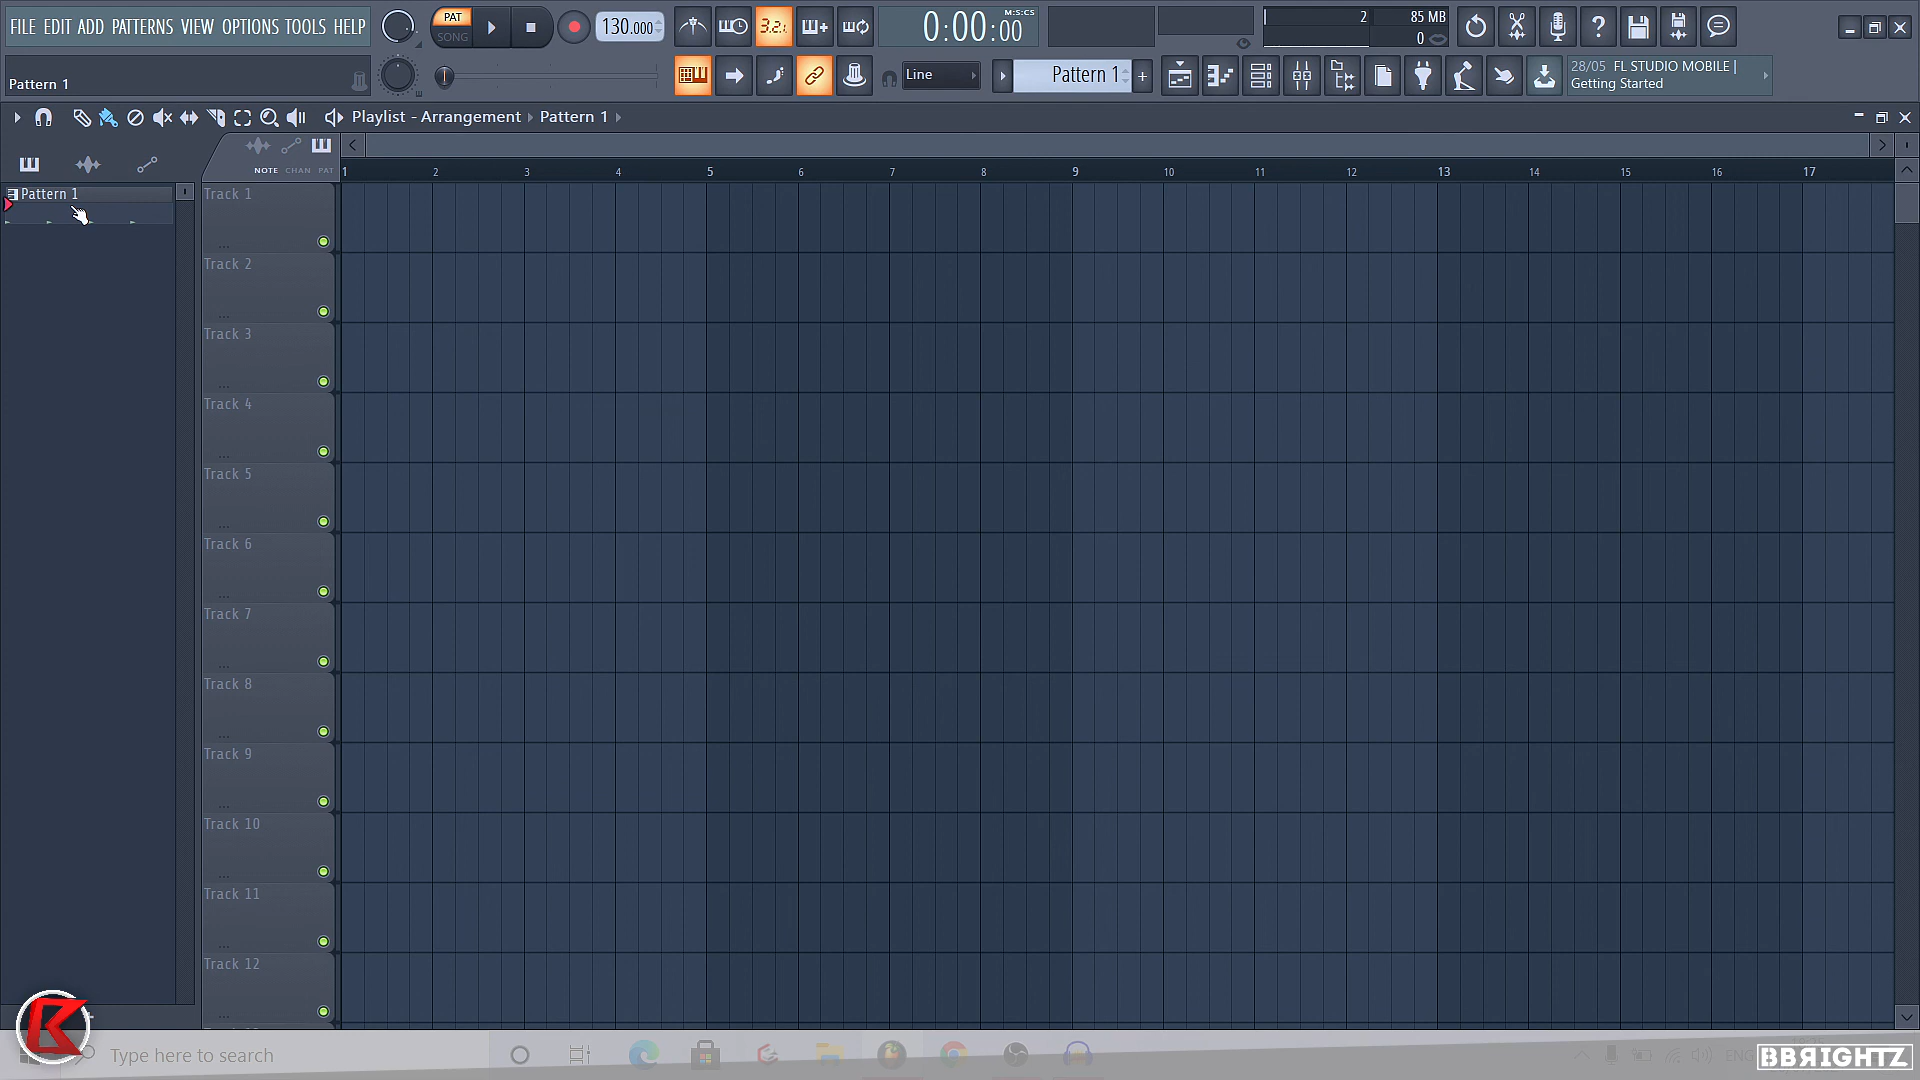 FILE EDIT ADD PATTERNS VIEW OPTIONS TOOLS HELP
PAT
SONG
130.000
3.2.
0:00:00
M:S:CS
2
85 MB
0
Pattern 1
Line
Pattern 1
28/05 FL STUDIO MOBILE |
Getting Started
Playlist - Arrangement Pattern 1
NOTE CHAN PAT
1 2 3 4 5 6 7 8 9 10 11 12 13 14 15 16 17
Pattern 1
Track 1
Track 2
Track 3
Track 4
Track 5
Track 6
Track 7
Track 8
Track 9
Track 10
Track 11
Track 12
Type here to search
ENG
BBRIGHTZ